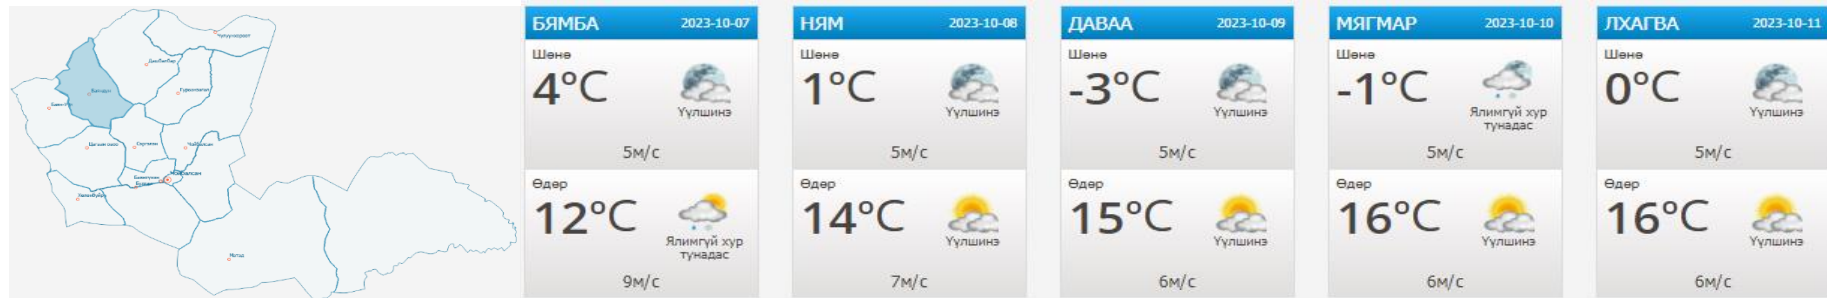 БЯМБА 2023-10-07
Шөнө
4°C
Үүлшинэ
5м/с
Өдөр
12°C
Ялимгүй хур
тунадас
9м/с
НЯМ 2023-10-08
Шөнө
1°C
Үүлшинэ
5м/с
Өдөр
14°C
Үүлшинэ
7м/с
ДАВАА 2023-10-09
Шөнө
-3°C
Үүлшинэ
5м/с
Өдөр
15°C
Үүлшинэ
6м/с
МЯГМАР 2023-10-10
Шөнө
-1°C
Ялимгүй хур
тунадас
5м/с
Өдөр
16°C
Үүлшинэ
6м/с
ЛХАГВА 2023-10-11
Шөнө
0°C
Үүлшинэ
5м/с
Өдөр
16°C
Үүлшинэ
6м/с